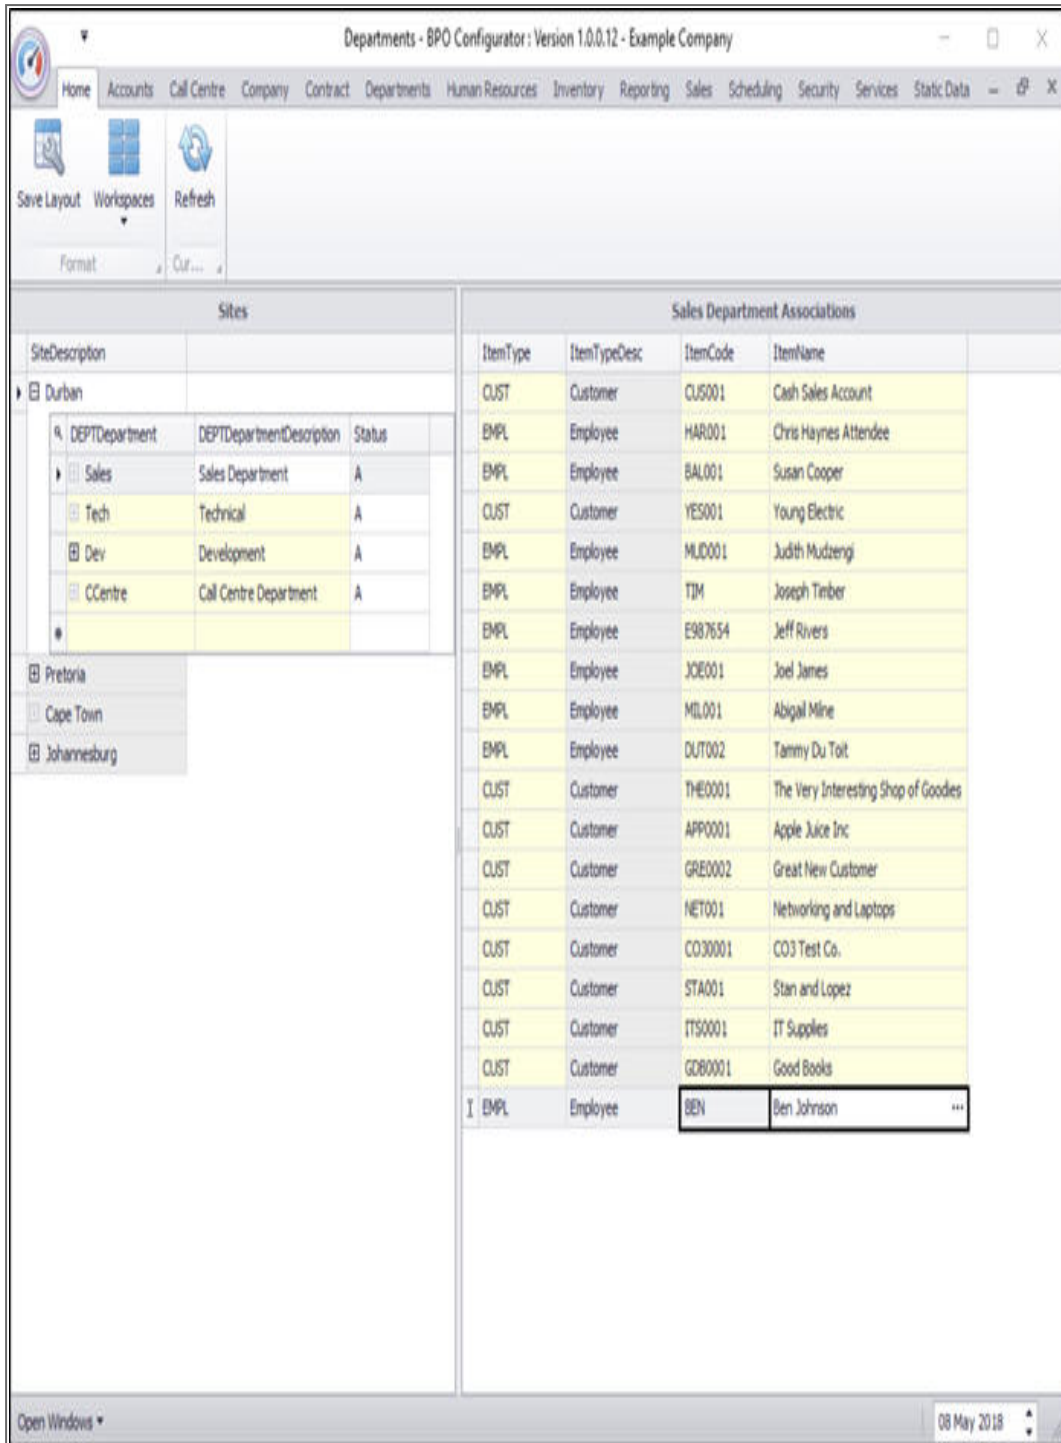 Departments - BPO Configurator : Version 1.0.0.12 - Example Company
Home Accounts Call Centre Company Contract Departments Human Resources Inventory Reporting Sales Scheduling Security Services Static Data
Save Layout Workspaces Refresh
Format Cur...
Sites
SiteDescription
Durban
DEPTDepartment DEPTDepartmentDescription Status
Sales Sales Department A
Tech Technical A
Dev Development A
CCentre Call Centre Department A
Pretoria
Cape Town
Johannesburg
Sales Department Associations
ItemType ItemTypeDesc ItemCode ItemName
CUST Customer CUS001 Cash Sales Account
EMPL Employee HAR001 Chris Haynes Attendee
EMPL Employee BAL001 Susan Cooper
CUST Customer YES001 Young Electric
EMPL Employee MUD001 Judith Mudzengi
EMPL Employee TIM Joseph Timber
EMPL Employee E987654 Jeff Rivers
EMPL Employee JOE001 Joel James
EMPL Employee MIL001 Abigail Milne
EMPL Employee DUT002 Tammy Du Toit
CUST Customer THE0001 The Very Interesting Shop of Goodies
CUST Customer APP0001 Apple Juice Inc
CUST Customer GRE0002 Great New Customer
CUST Customer NET001 Networking and Laptops
CUST Customer CO30001 CO3 Test Co.
CUST Customer STA001 Stan and Lopez
CUST Customer ITS0001 IT Supplies
CUST Customer GDB0001 Good Books
EMPL Employee BEN Ben Johnson ...
Open Windows 08 May 2018